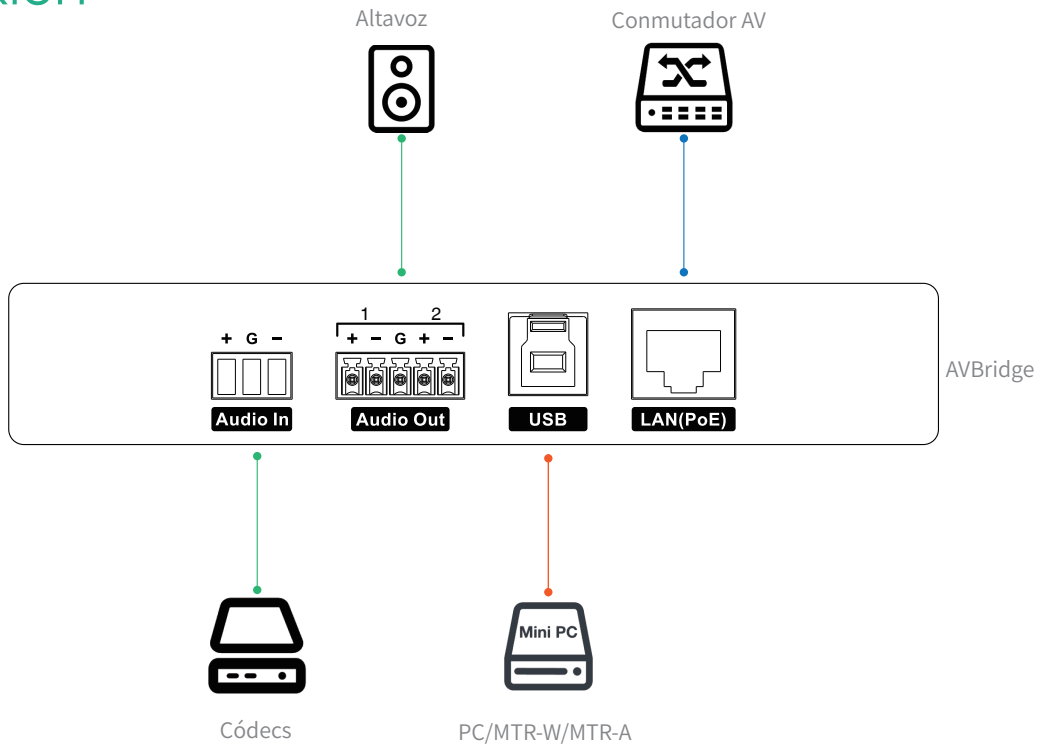 Altavoz
Conmutador AV
1 2
+ G − + − G + −
AVBridge
Audio In Audio Out USB LAN(PoE)
Mini PC
Códecs PC/MTR-W/MTR-A